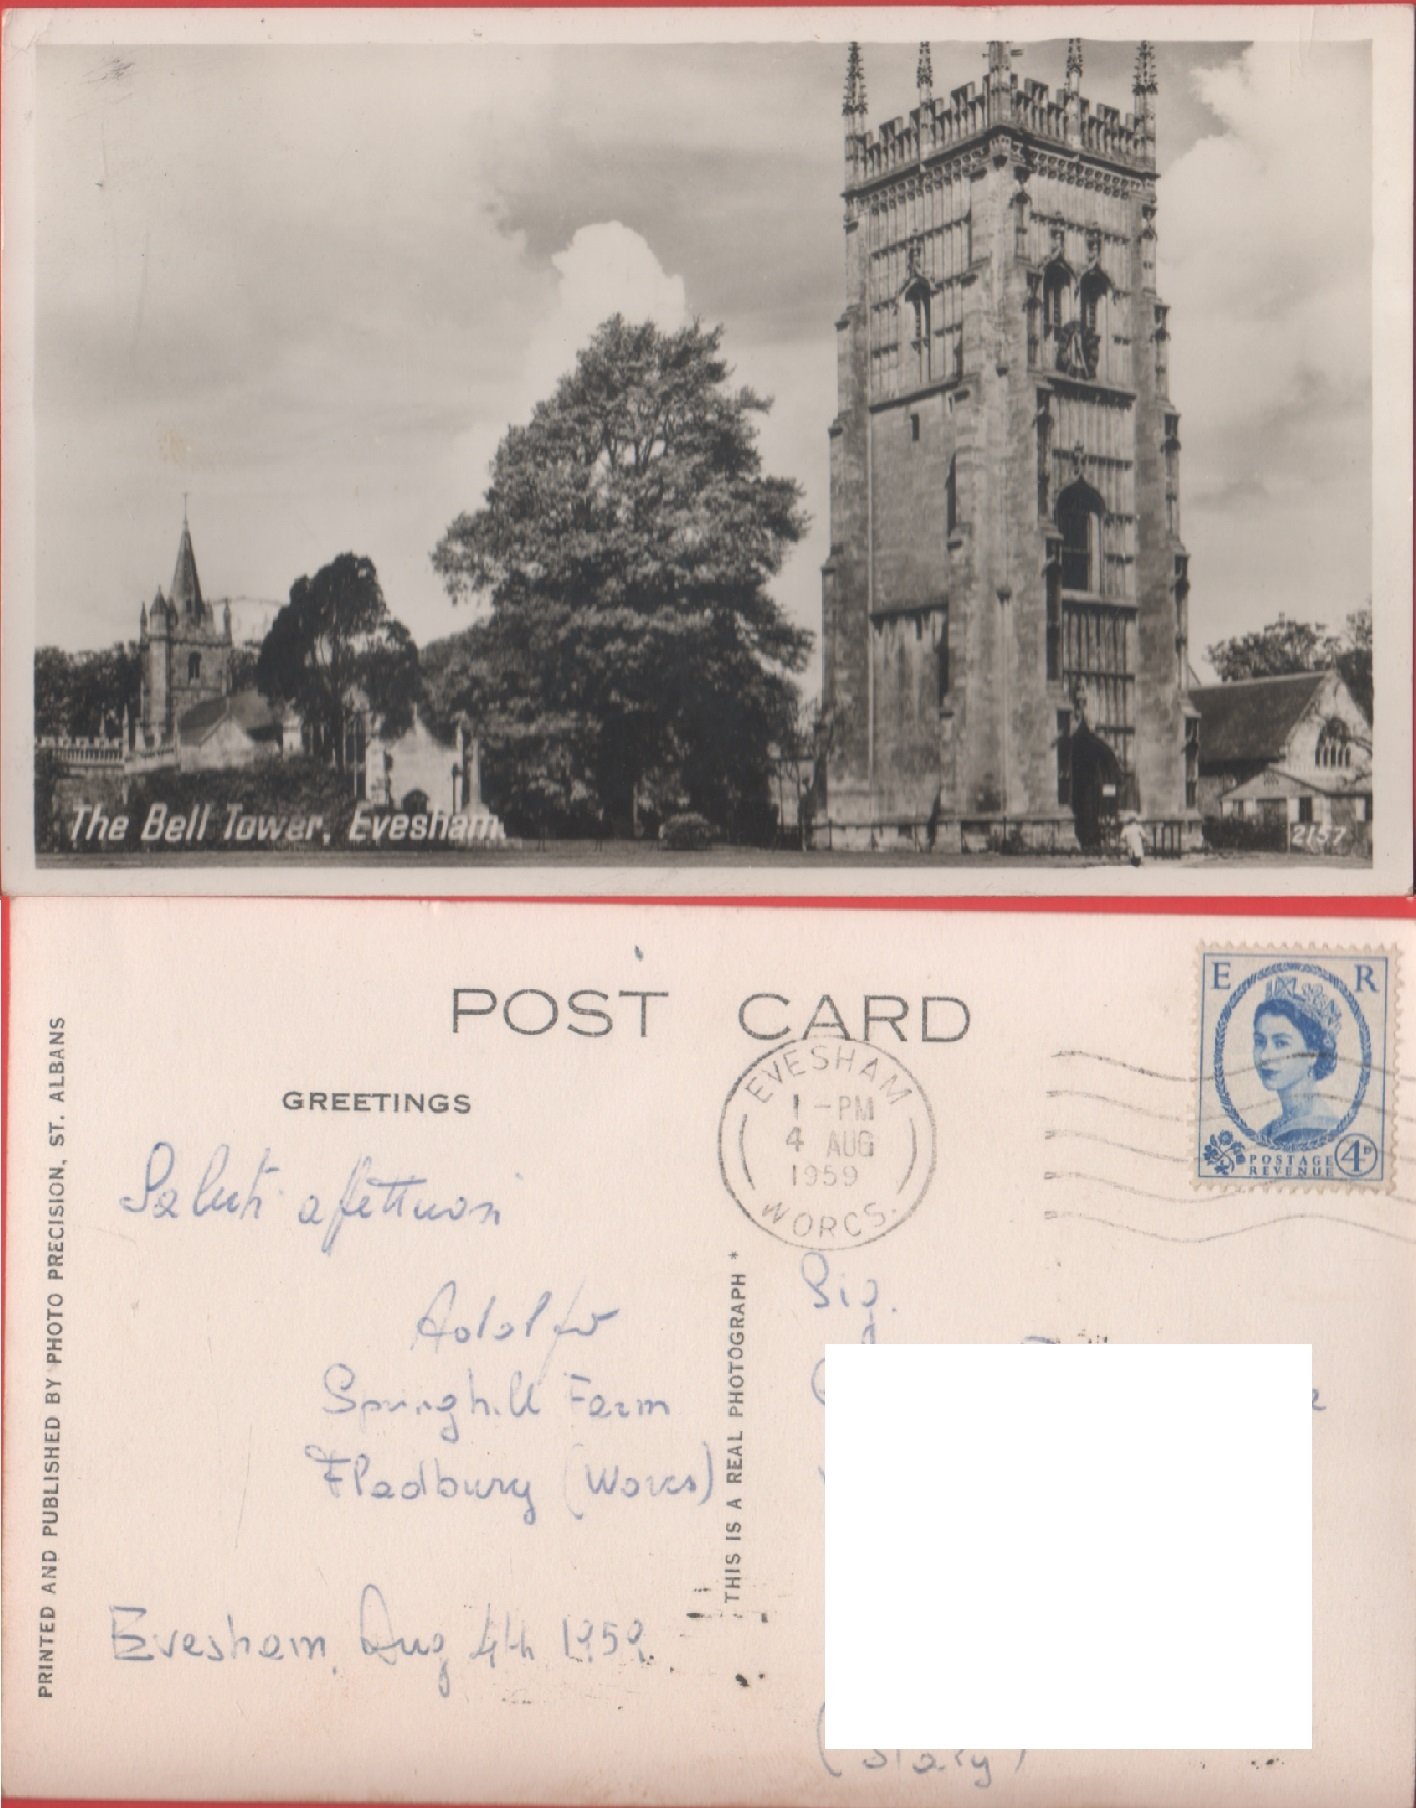 The Bell Tower, Evesham
2157
POST CARD
PRINTED AND PUBLISHED BY PHOTO PRECISION, ST. ALBANS
GREETINGS
Saluti afettuosi
Adolfo
Springhill Farm
Fladbury (Worcs)
Evesham, Aug 4th 1959.
THIS IS A REAL PHOTOGRAPH *
EVESHAM
1 - PM
4 AUG
1959
WORCS.
E R
POSTAGE
REVENUE
4D
Sig.
(Italy)